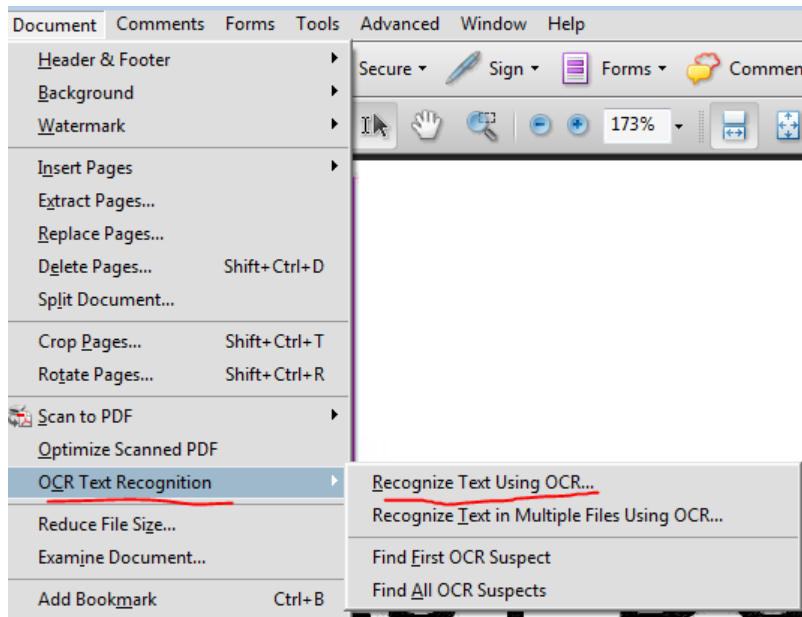 Document Comments Forms Tools Advanced Window Help
Header & Footer
Background
Watermark
Insert Pages
Extract Pages...
Replace Pages...
Delete Pages... Shift+Ctrl+D
Split Document...
Crop Pages... Shift+Ctrl+T
Rotate Pages... Shift+Ctrl+R
Scan to PDF
Optimize Scanned PDF
OCR Text Recognition
Reduce File Size...
Examine Document...
Add Bookmark Ctrl+B
Secure Sign Forms Commen
173%
Recognize Text Using OCR...
Recognize Text in Multiple Files Using OCR...
Find First OCR Suspect
Find All OCR Suspects